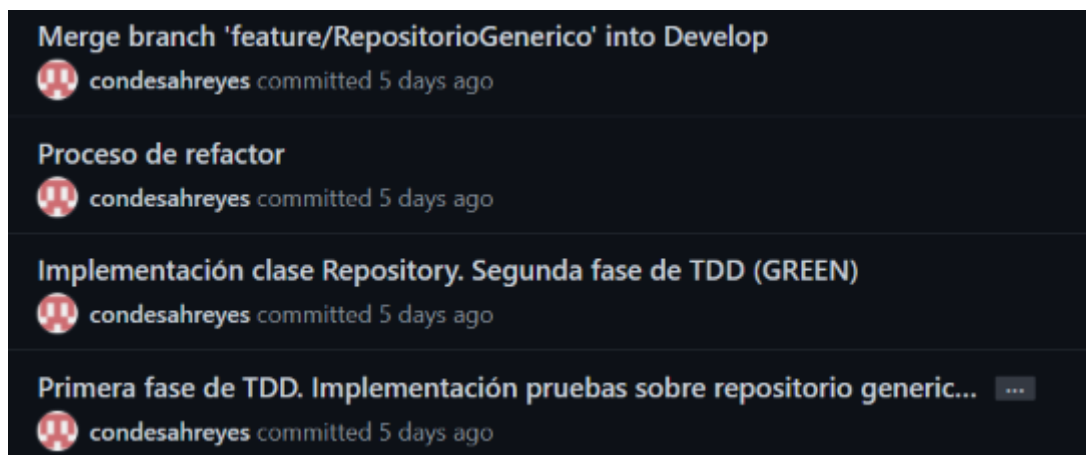 Merge branch 'feature/RepositorioGenerico' into Develop
condesahreyes committed 5 days ago
Proceso de refactor
condesahreyes committed 5 days ago
Implementación clase Repository. Segunda fase de TDD (GREEN)
condesahreyes committed 5 days ago
Primera fase de TDD. Implementación pruebas sobre repositorio generic... ...
condesahreyes committed 5 days ago